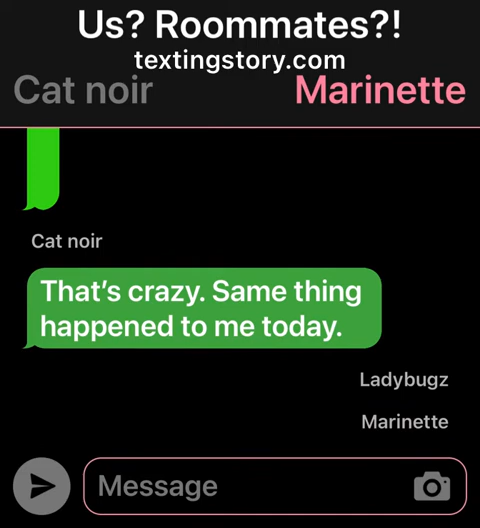 Us? Roommates?!
textingstory.com
Cat noir Marinette
Cat noir
That's crazy. Same thing
happened to me today.
Ladybugz
Marinette
Message